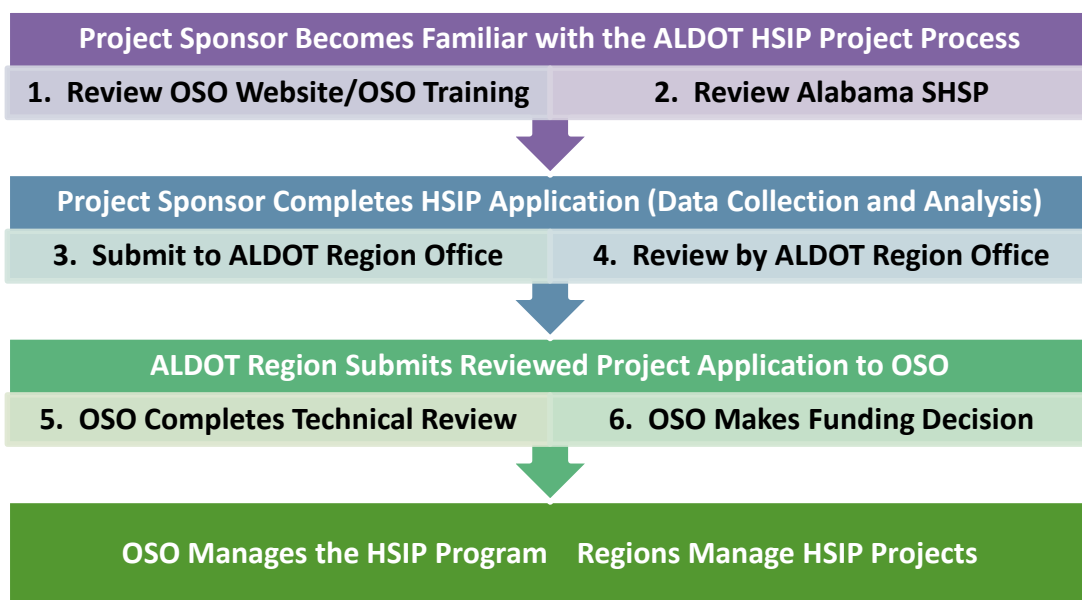 Project Sponsor Becomes Familiar with the ALDOT HSIP Project Process
1. Review OSO Website/OSO Training
2. Review Alabama SHSP
Project Sponsor Completes HSIP Application (Data Collection and Analysis)
3. Submit to ALDOT Region Office
4. Review by ALDOT Region Office
ALDOT Region Submits Reviewed Project Application to OSO
5. OSO Completes Technical Review
6. OSO Makes Funding Decision
OSO Manages the HSIP Program Regions Manage HSIP Projects